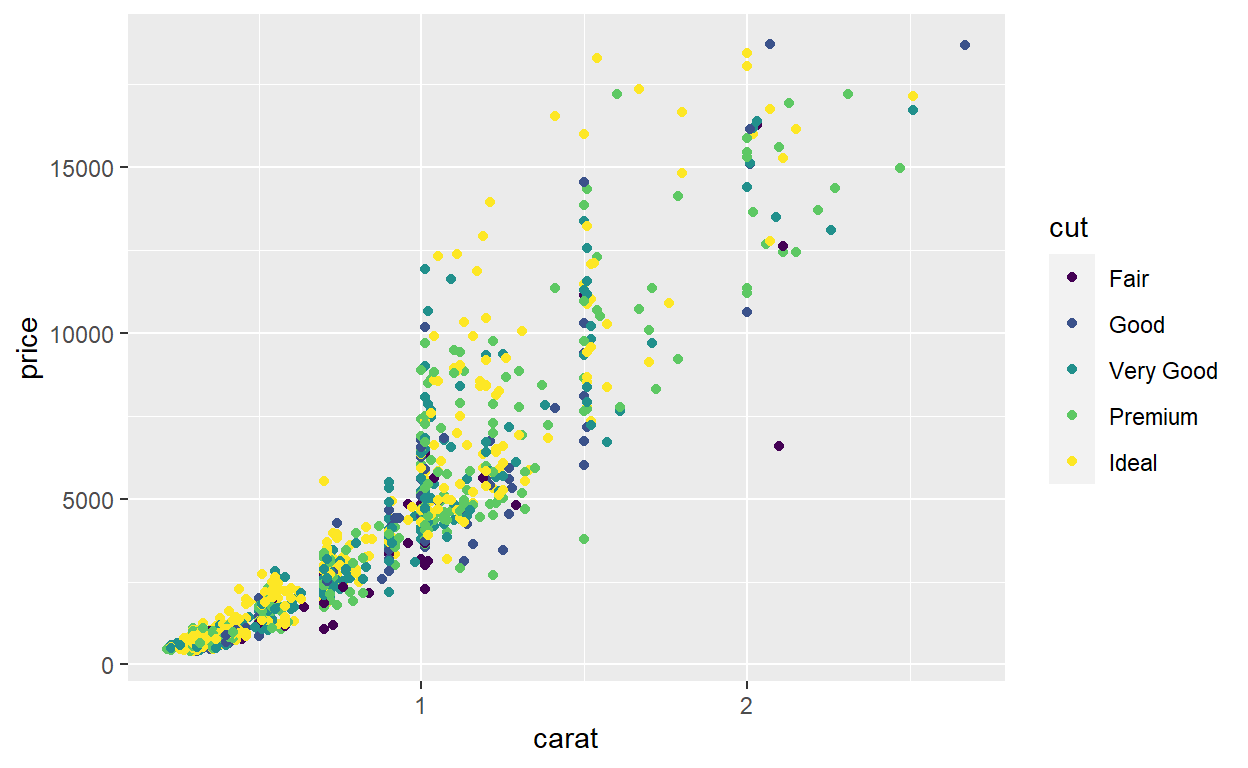 15000
10000
5000
0
price
1
2
carat
cut
Fair
Good
Very Good
Premium
Ideal